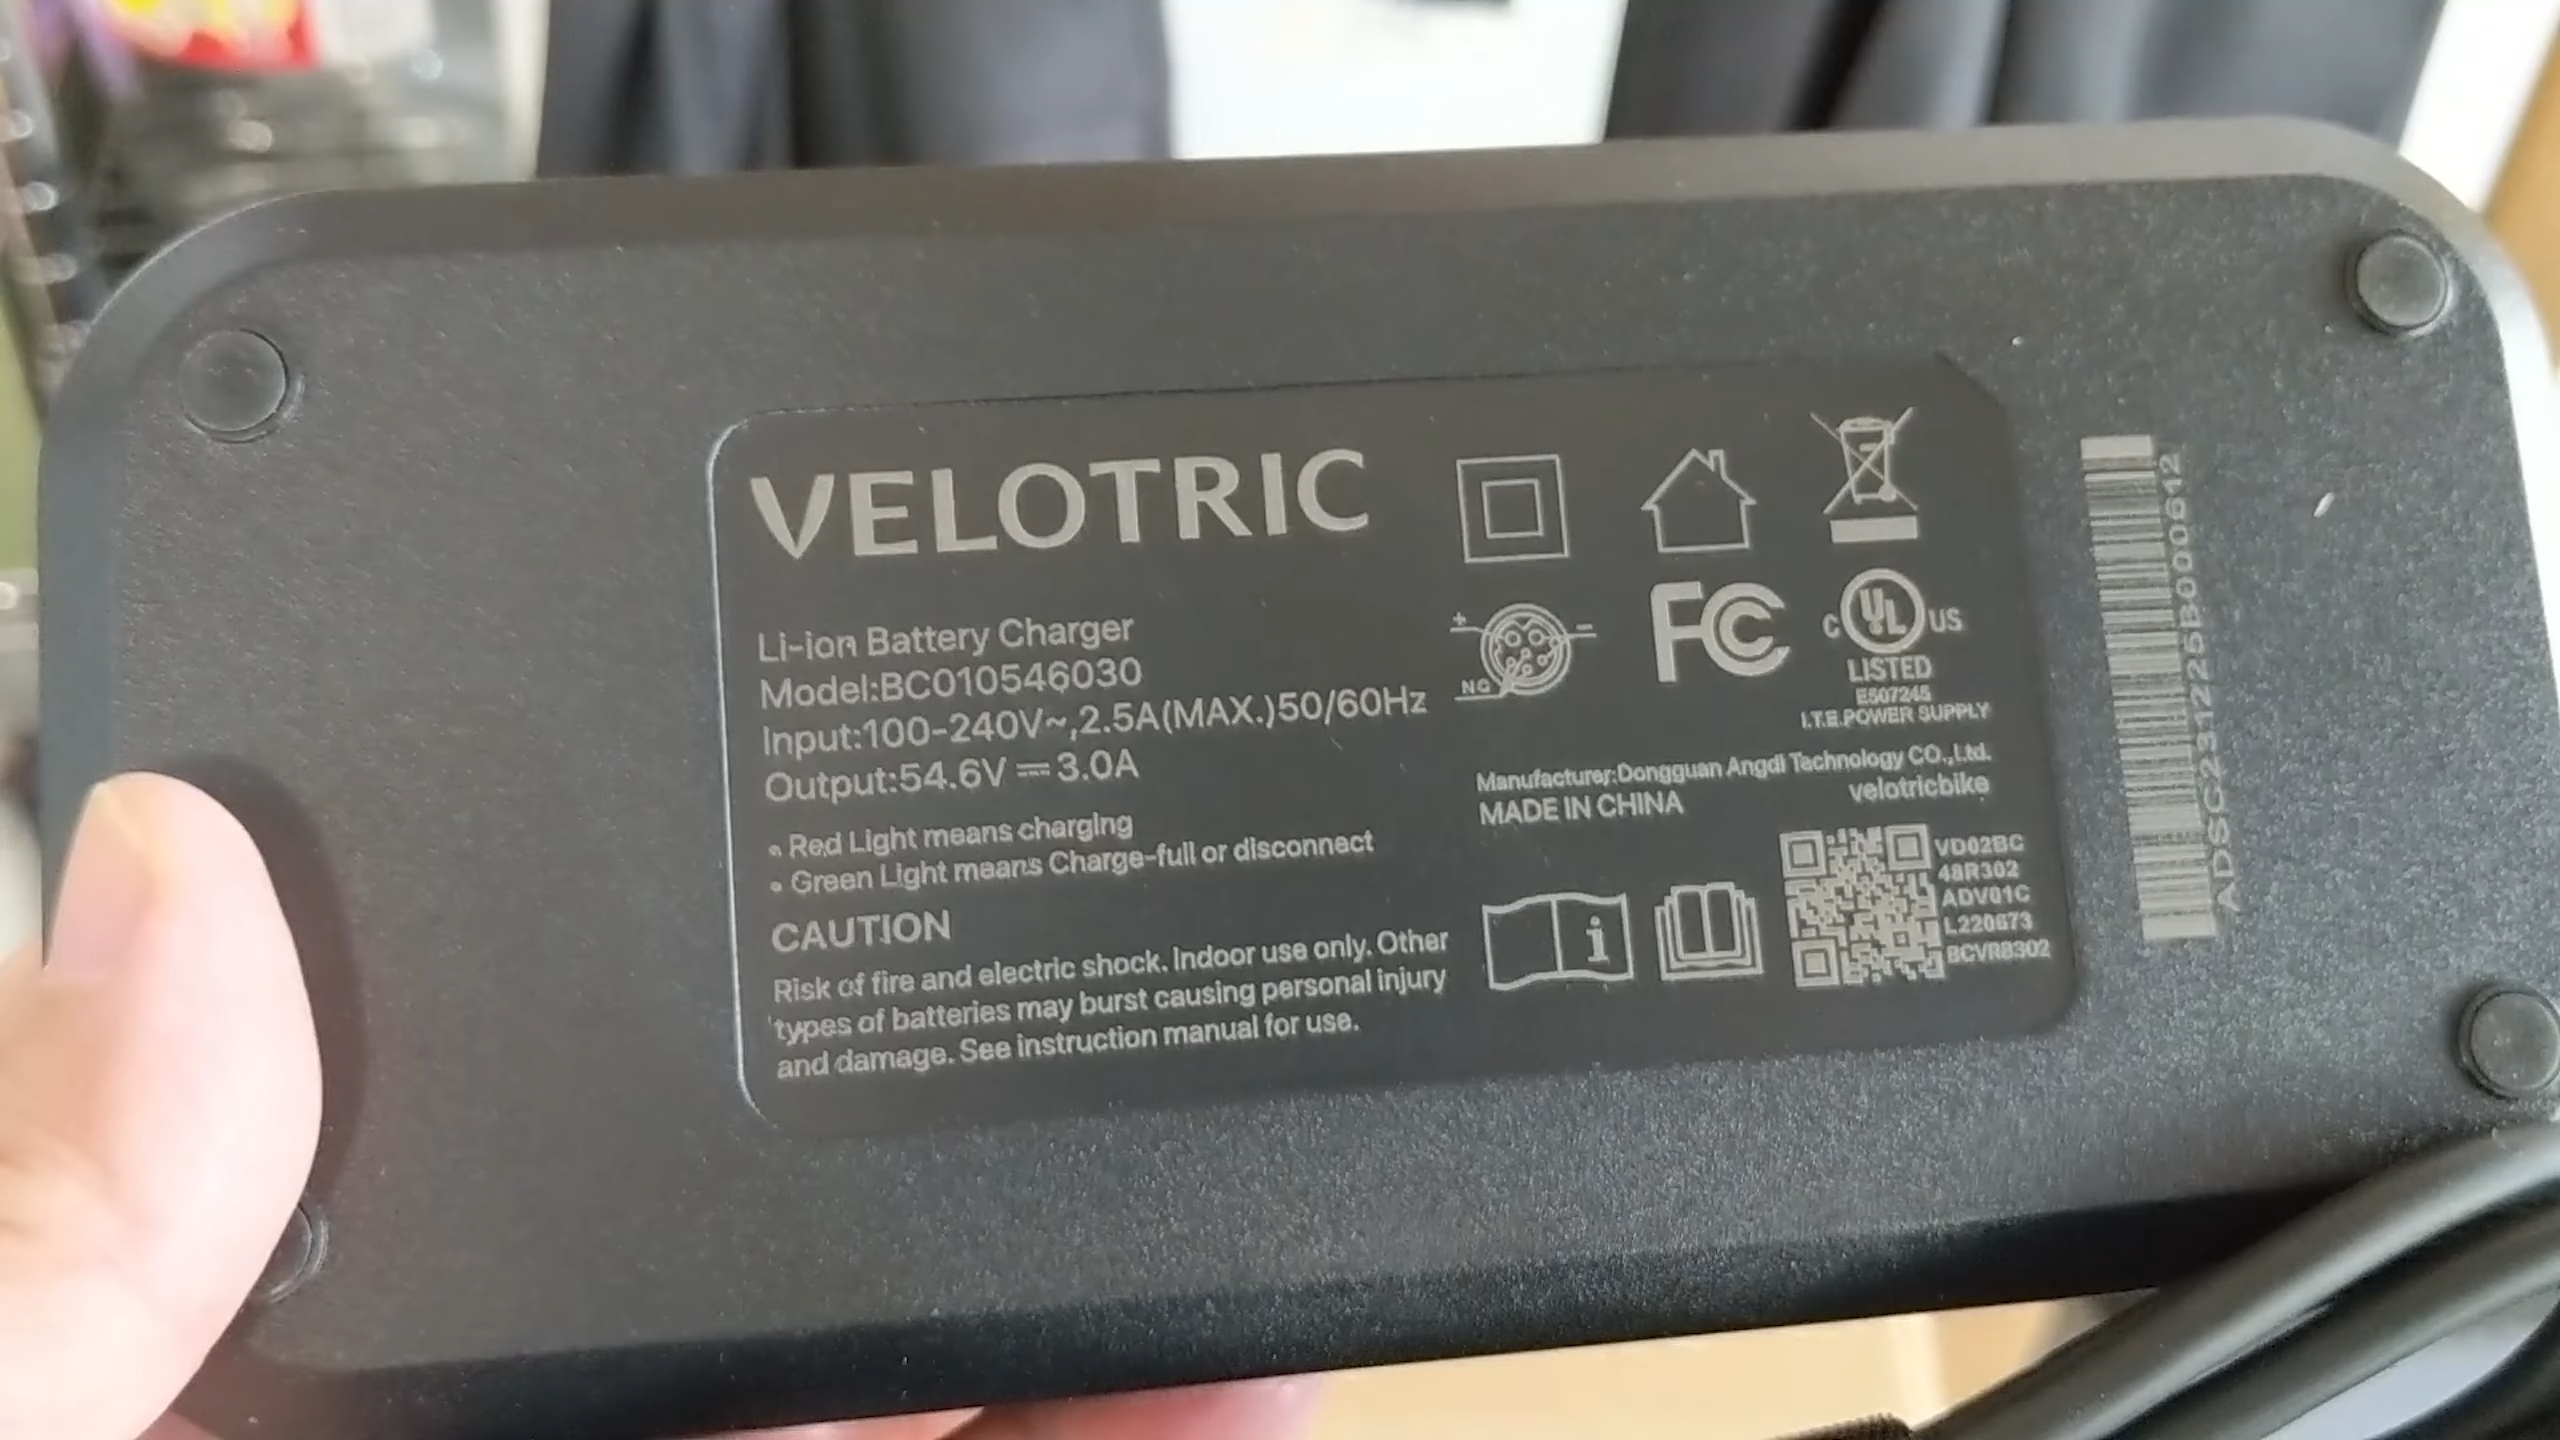 VELOTRIC
Li-ion Battery Charger
Model:BC010546030
Input:100-240V~,2.5A(MAX.)50/60Hz
Output:54.6V ⎓ 3.0A
• Red Light means charging
• Green Light means Charge-full or disconnect
CAUTION
Risk of fire and electric shock. Indoor use only. Other
types of batteries may burst causing personal injury
and damage. See instruction manual for use.
+ -
NC
FC
C UL US
LISTED
E507245
I.T.E.POWER SUPPLY
Manufacturer:Dongguan Angdi Technology CO.,Ltd.
MADE IN CHINA
velotricbike
i
VD02BC
48R302
ADV01C
L220673
BCVRB302
ADSC231225B00612